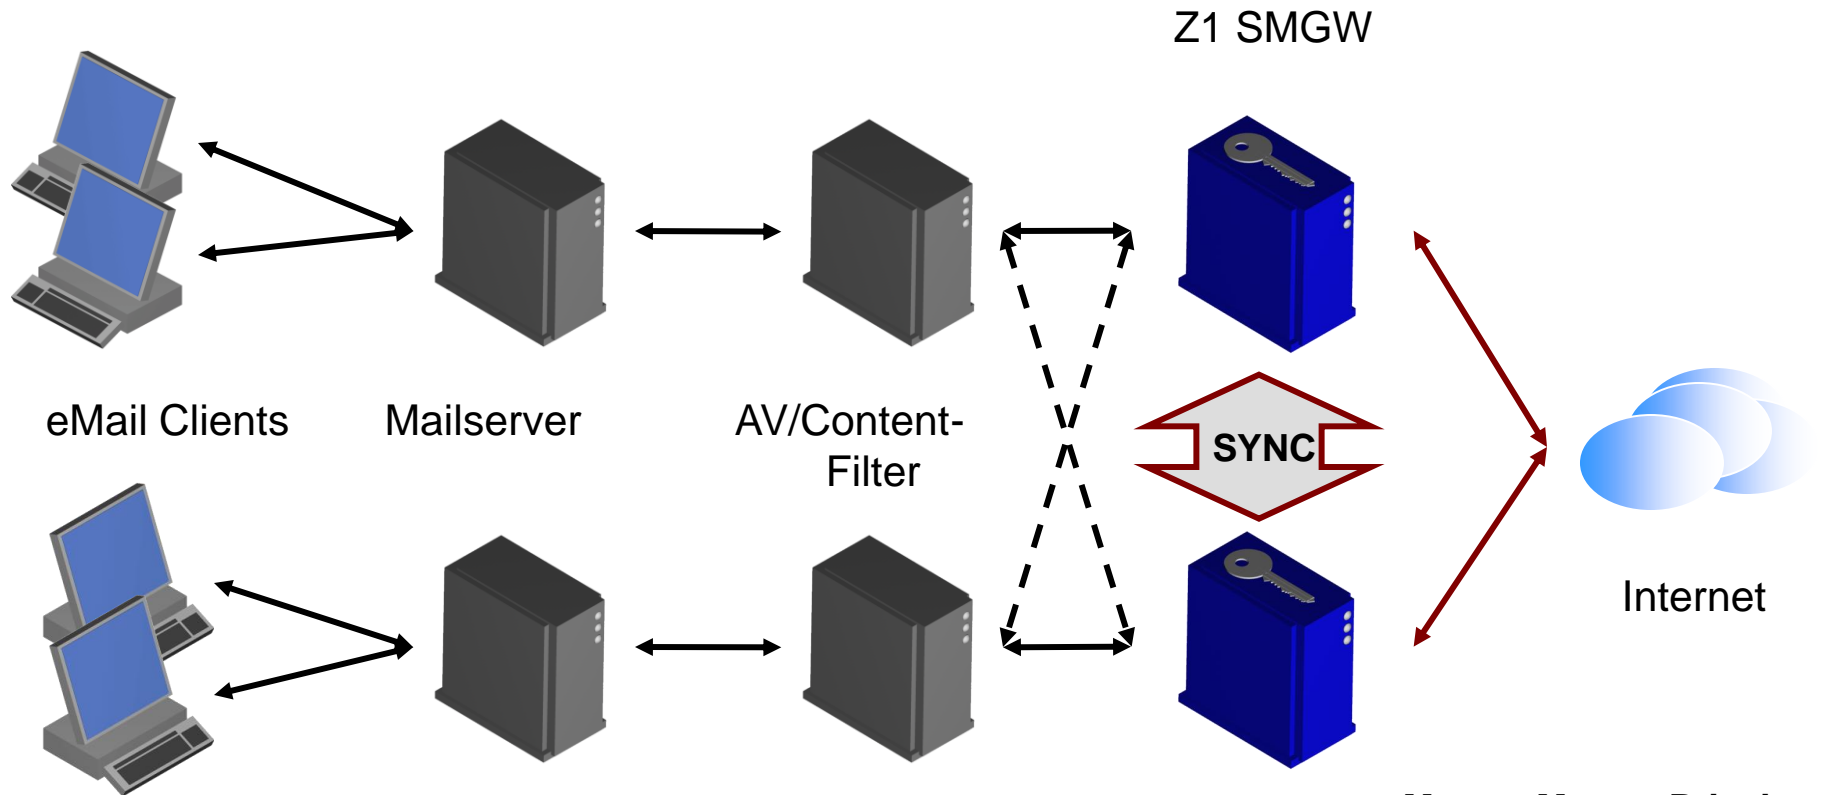 Z1 SMGW
eMail Clients
Mailserver
AV/Content-
Filter
SYNC
Internet